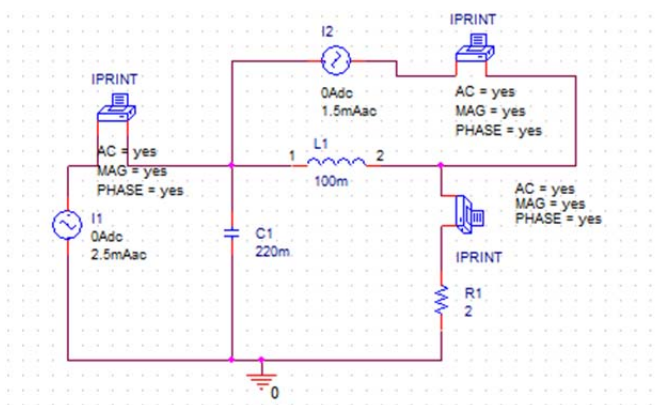 IPRINT
I2
IPRINT
0Adc
1.5mAac
AC = yes
MAG = yes
PHASE = yes
AC = yes
MAG = yes
PHASE = yes
L1
1
2
100m
AC = yes
MAG = yes
PHASE = yes
I1
0Adc
2.5mAac
C1
220m
IPRINT
R1
2
0